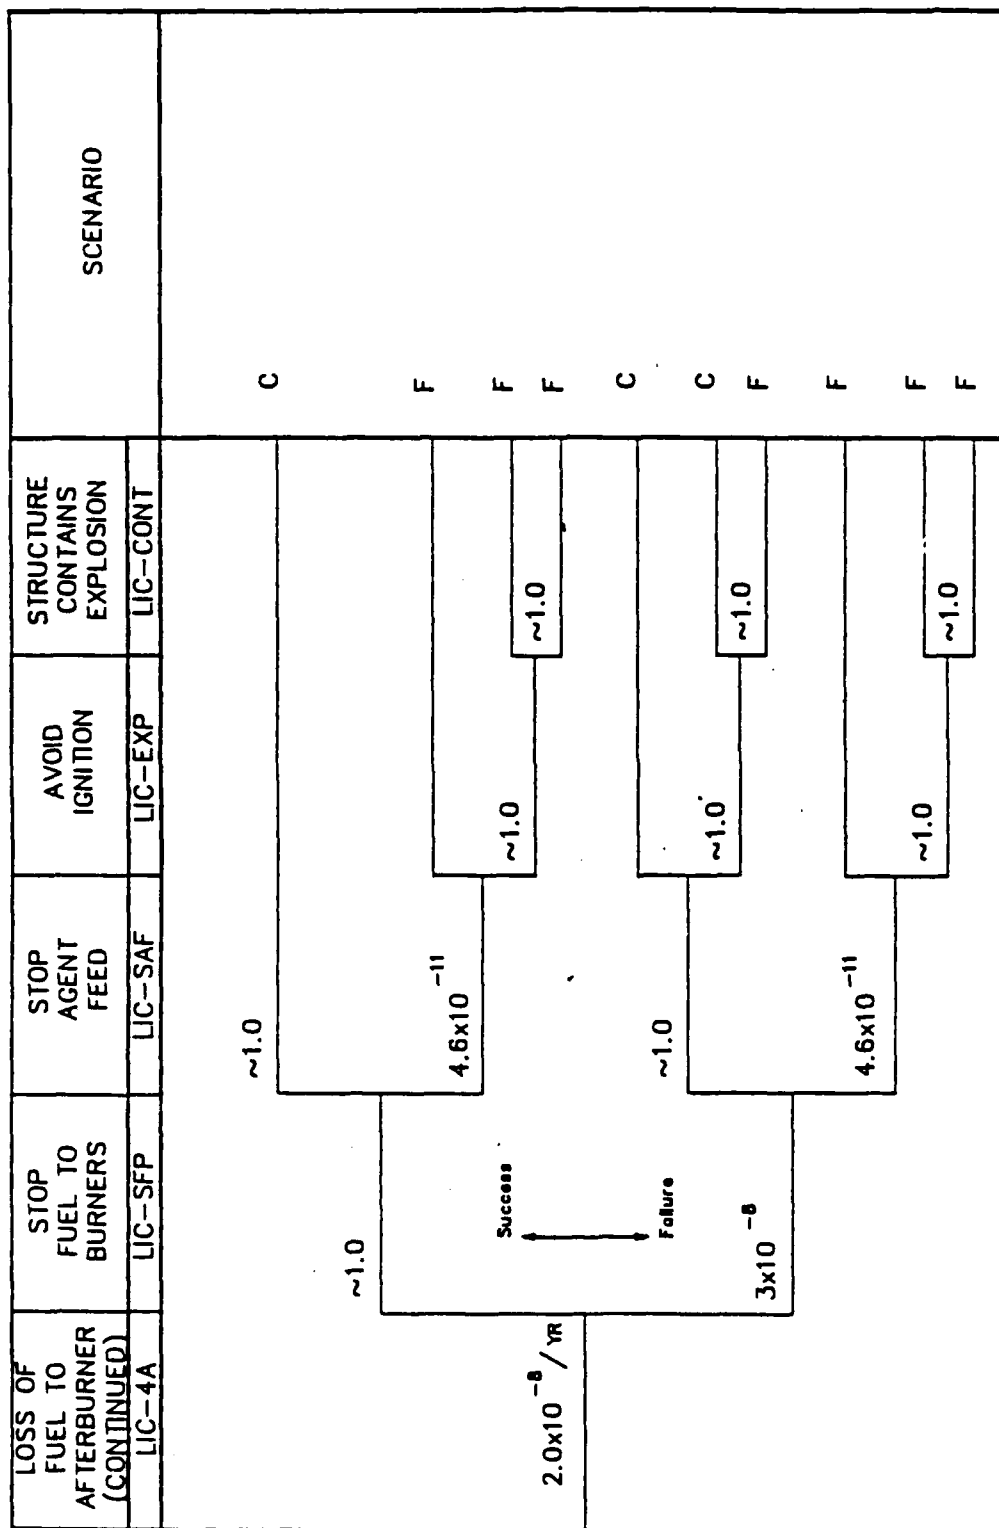 LOSS OF
FUEL TO
AFTERBURNER
(CONTINUED)
LIC-4A
STOP
FUEL TO
BURNERS
LIC-SFP
STOP
AGENT
FEED
LIC-SAF
AVOID
IGNITION
LIC-EXP
STRUCTURE
CONTAINS
EXPLOSION
LIC-CONT
SCENARIO
2.0x10⁻⁸/YR
~1.0
Success
Failure
3x10⁻⁸
~1.0
4.6x10⁻¹¹
~1.0
4.6x10⁻¹¹
~1.0
~1.0
~1.0
~1.0
~1.0
~1.0
C
F
F
F
C
C
F
F
F
F